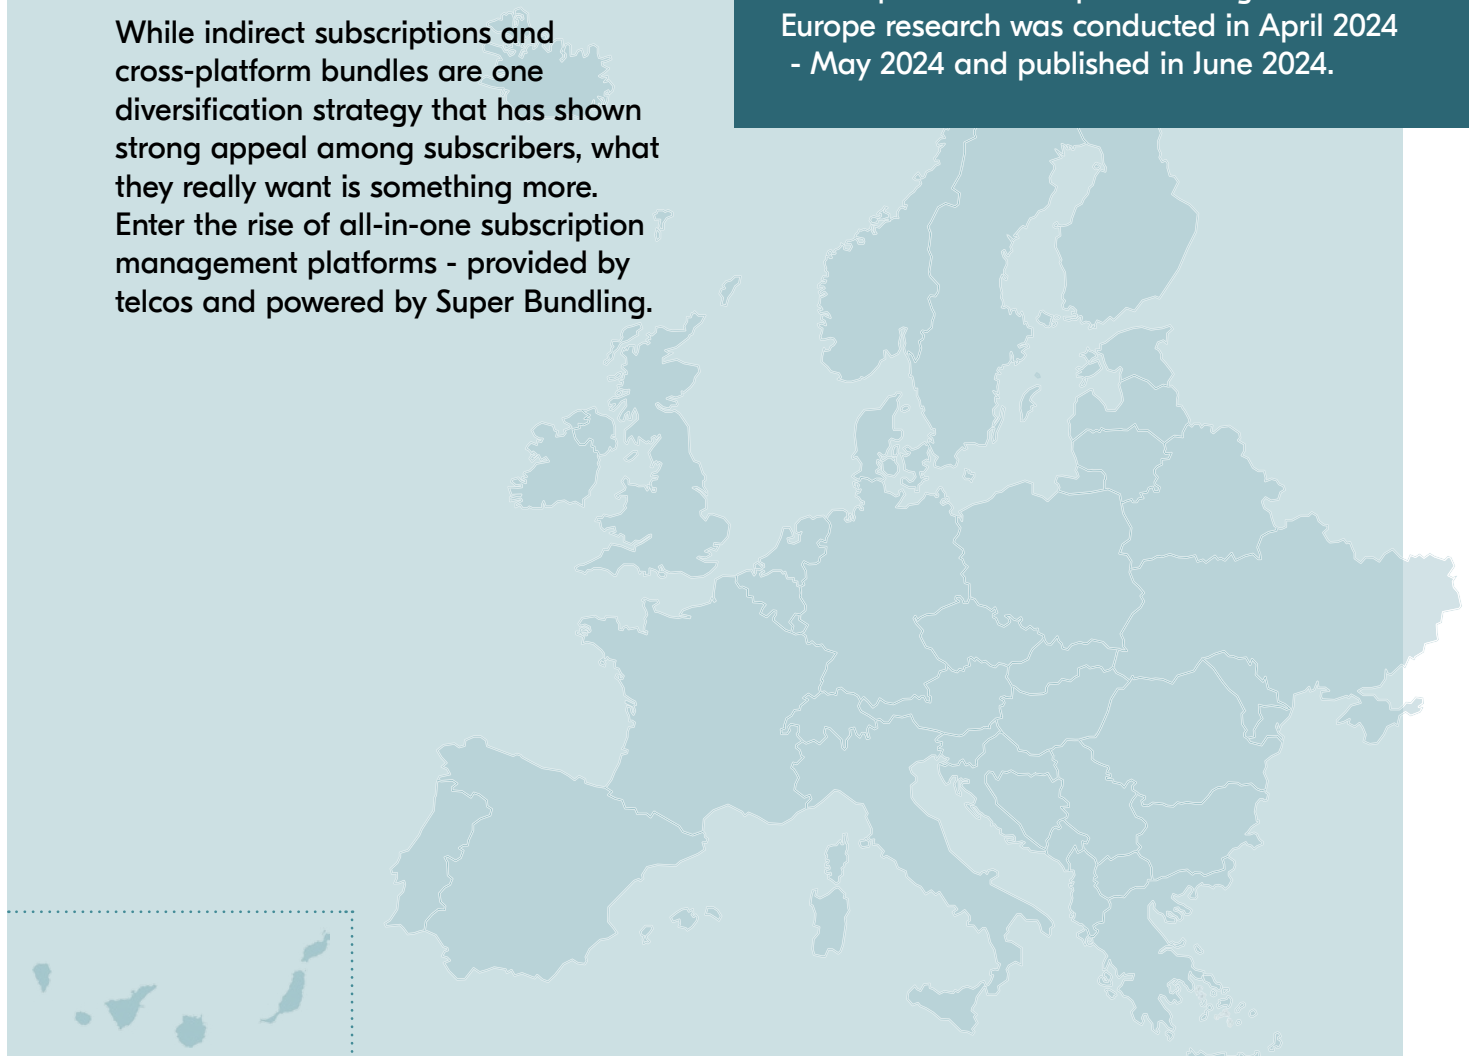 While indirect subscriptions and
cross-platform bundles are one
diversification strategy that has shown
strong appeal among subscribers, what
they really want is something more.
Enter the rise of all-in-one subscription
management platforms - provided by
telcos and powered by Super Bundling.
Europe research was conducted in April 2024
- May 2024 and published in June 2024.